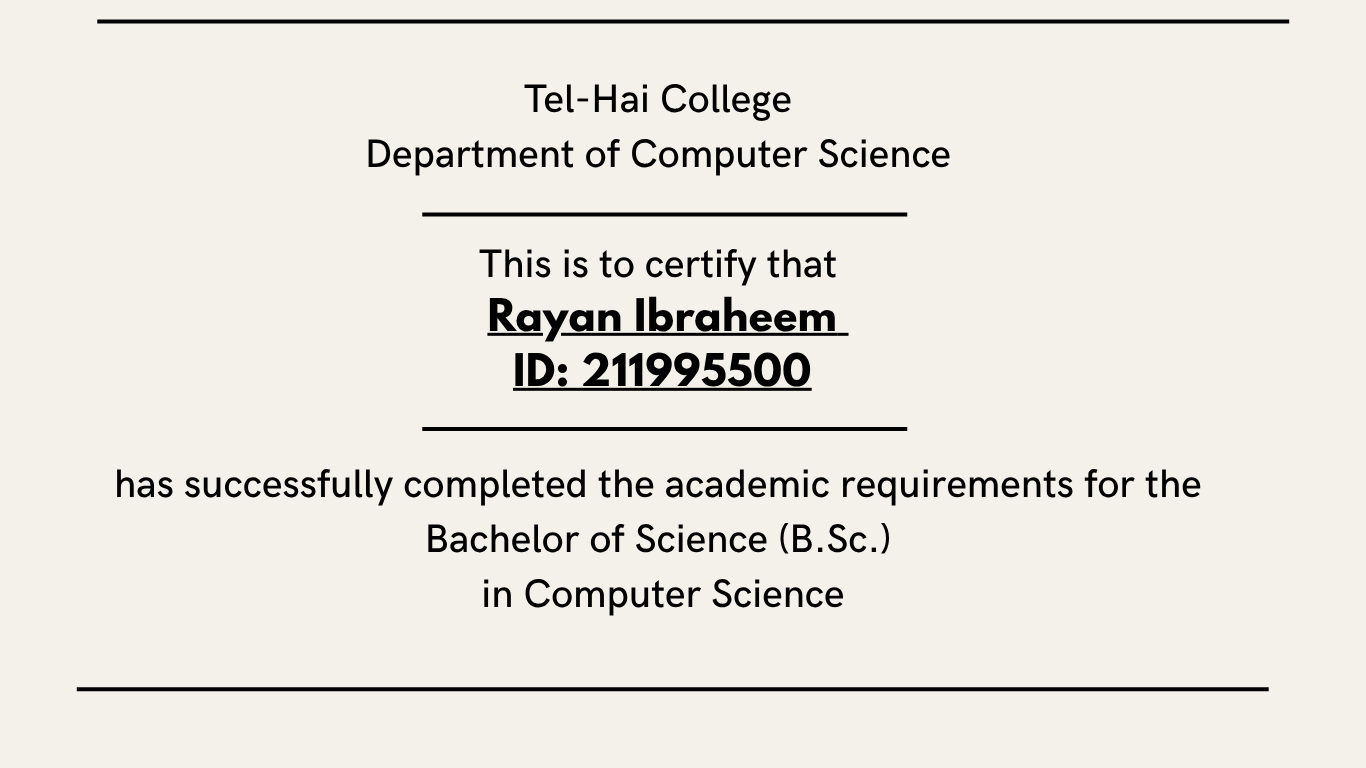 Tel-Hai College
Department of Computer Science
This is to certify that
Rayan Ibraheem
ID: 211995500
has successfully completed the academic requirements for the
Bachelor of Science (B.Sc.)
in Computer Science